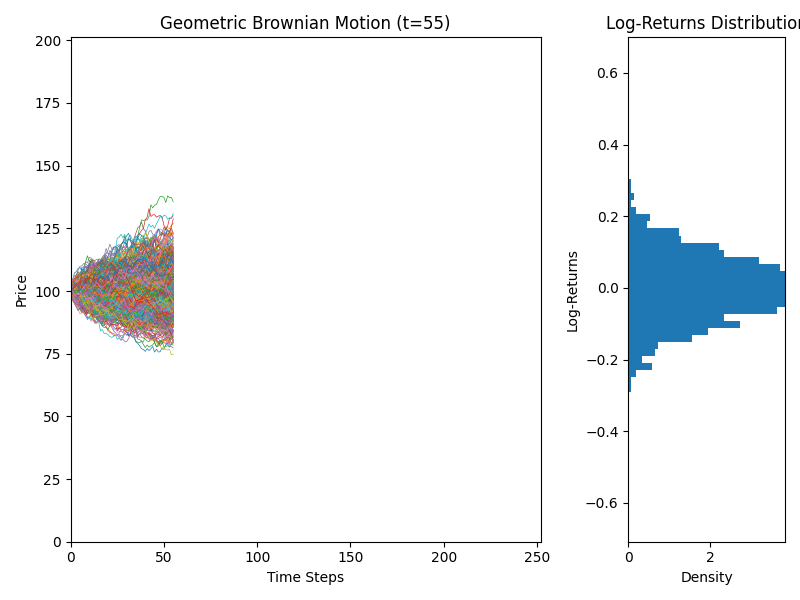 Geometric Brownian Motion (t=55)
Price
200
175
150
125
100
75
50
25
0
0 50 100 150 200 250
Time Steps
Log-Returns Distribution
Log-Returns
0.6
0.4
0.2
0.0
−0.2
−0.4
−0.6
0 2
Density